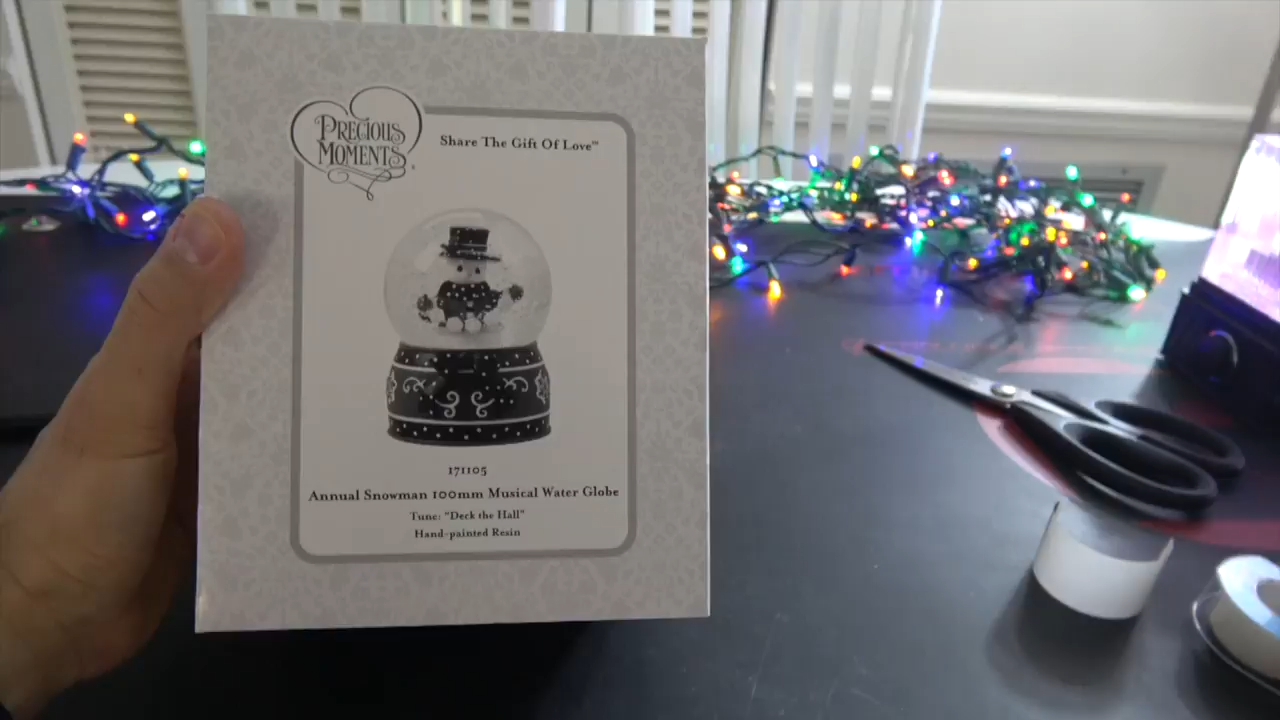 PRECIOUS
MOMENTS
Share The Gift Of Love™
171105
Annual Snowman 100mm Musical Water Globe
Tune: "Deck the Hall"
Hand-painted Resin